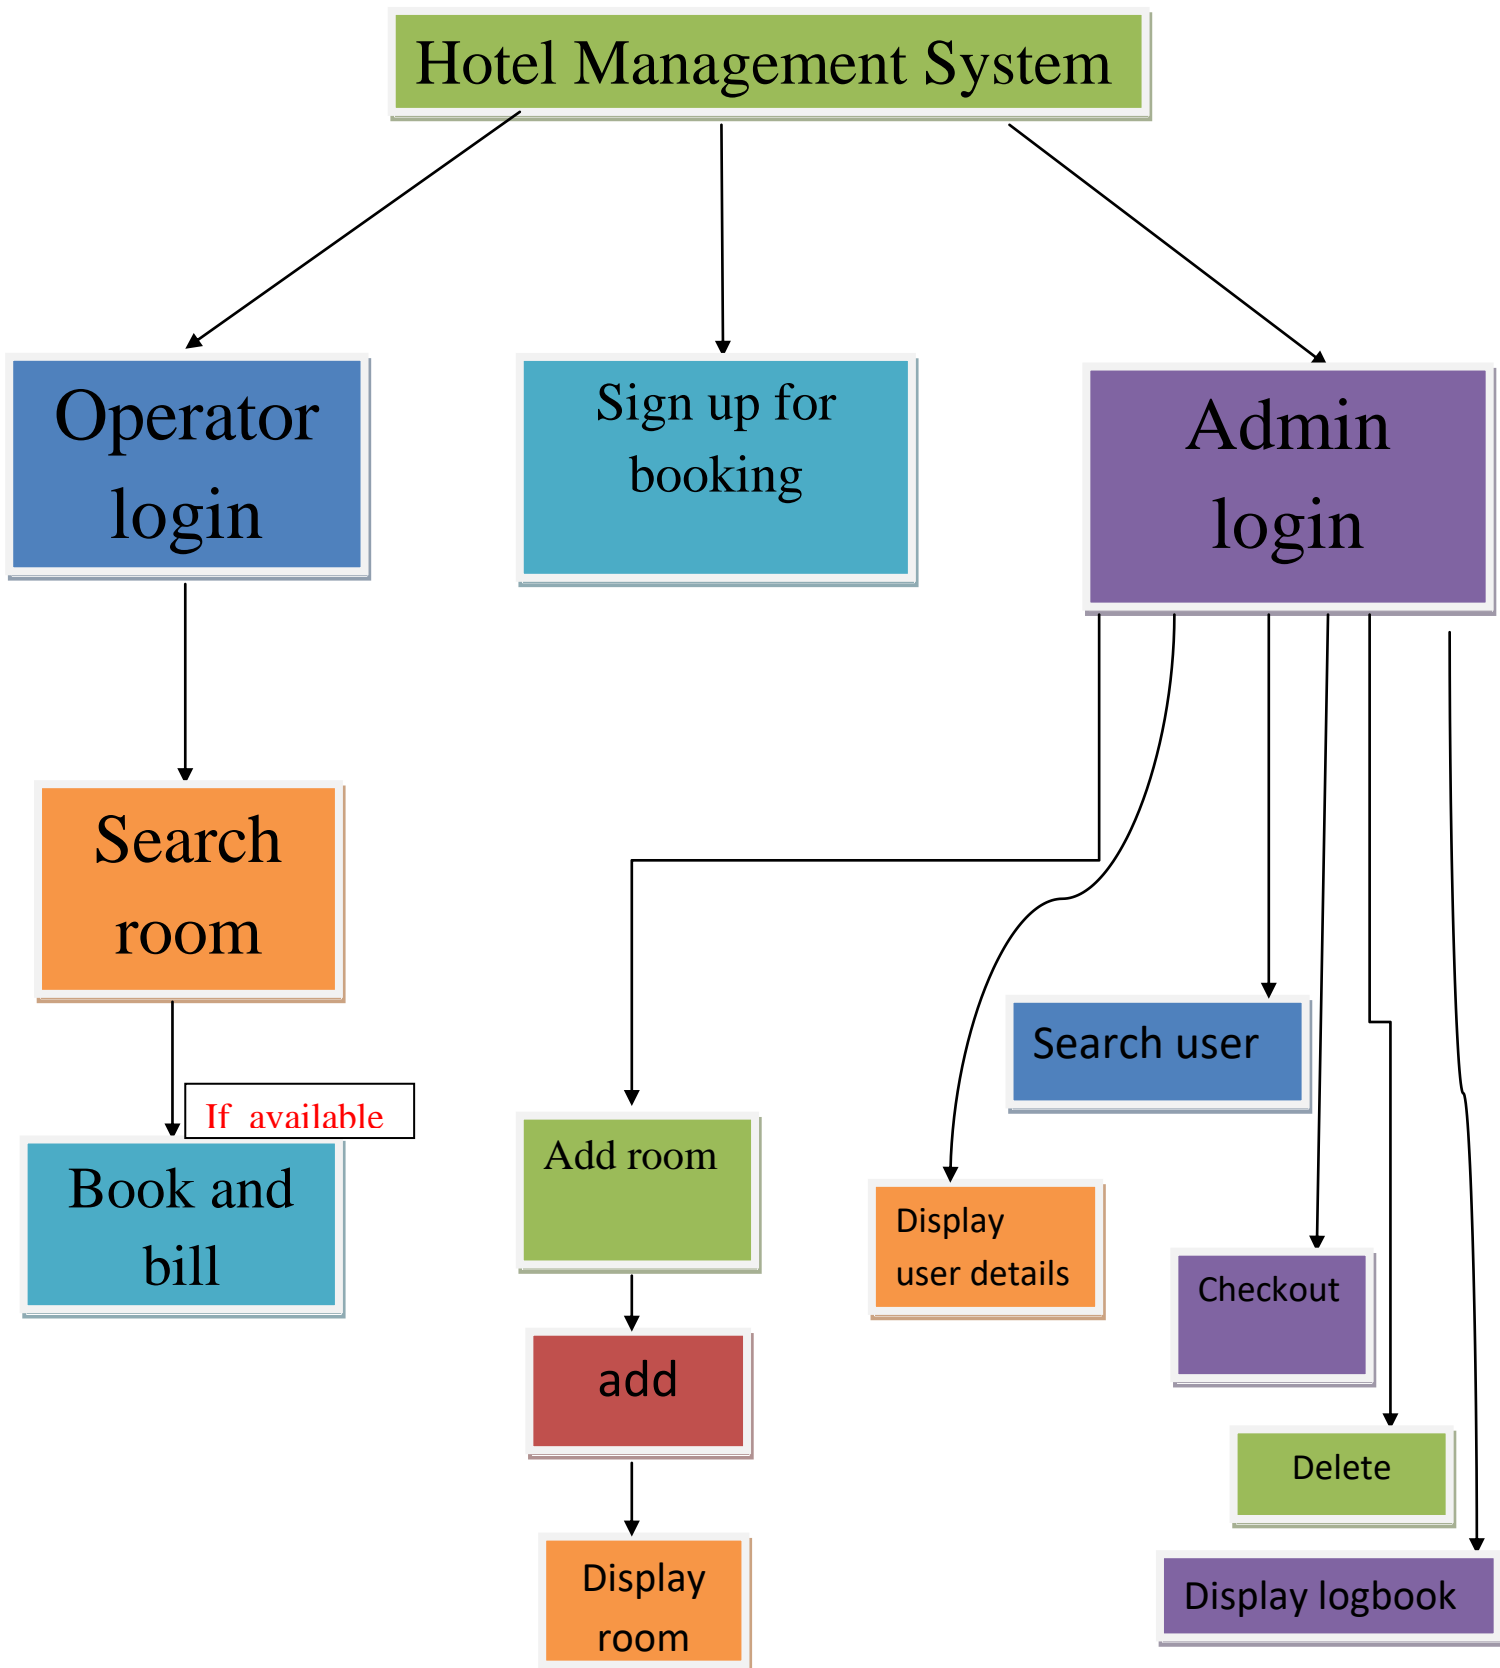 Hotel Management System
Operator
login
Sign up for
booking
Admin
login
Search
room
If  available
Book and
bill
Search user
Add room
Display
user details
Checkout
add
Delete
Display
room
Display logbook